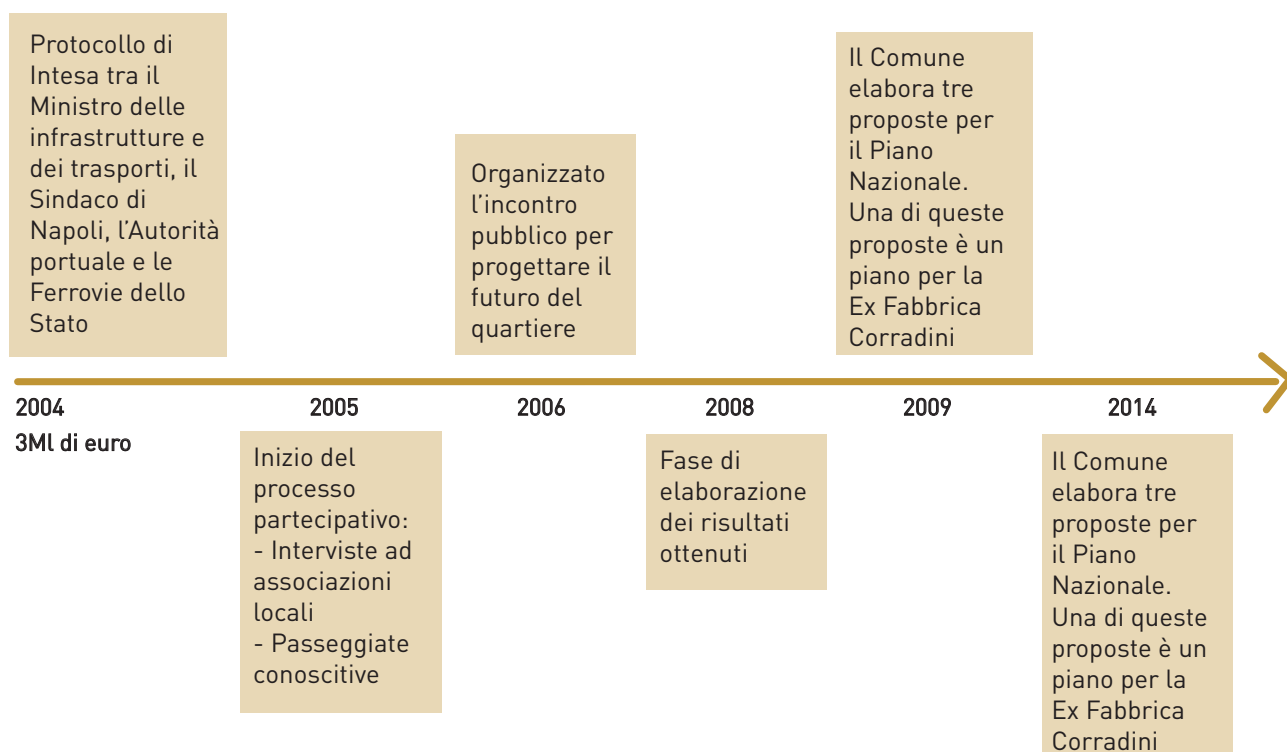 Protocollo di
Intesa tra il
Ministro delle
infrastrutture e
dei trasporti, il
Sindaco di
Napoli, l'Autorità
portuale e le
Ferrovie dello
Stato
Organizzato
l'incontro
pubblico per
progettare il
futuro del
quartiere
Il Comune
elabora tre
proposte per
il Piano
Nazionale.
Una di queste
proposte è un
piano per la
Ex Fabbrica
Corradini
2004 2005 2006 2008 2009 2014
3Ml di euro
Inizio del
processo
partecipativo:
- Interviste ad
associazioni
locali
- Passeggiate
conoscitive
Fase di
elaborazione
dei risultati
ottenuti
Il Comune
elabora tre
proposte per
il Piano
Nazionale.
Una di queste
proposte è un
piano per la
Ex Fabbrica
Corradini